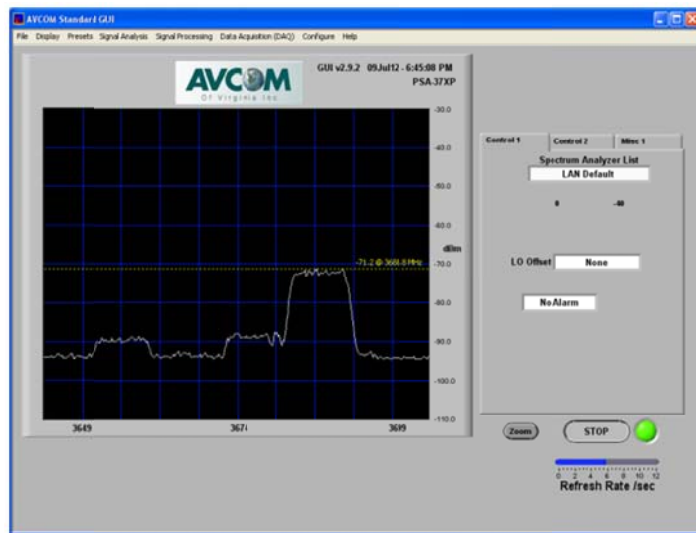 AVCOM Standard GUI
File Display Presets Signal Analysis Signal Processing Data Acquisition (DAQ) Configure Help
AVCOM
Of Virginia Inc.
GUI v2.9.2 09Jul12 - 6:45:08 PM
PSA-37XP
-30.0
-40.0
-50.0
-60.0
dBm
-71.2 @ 3681.8 MHz
-70.0
-80.0
-90.0
-100.0
-110.0
3649
Control 1 Control 2 Misc 1
Spectrum Analyzer List
LAN Default
0 -40
LO Offset None
No Alarm
Zoom STOP
0 2 4 6 8 10 12
Refresh Rate /sec